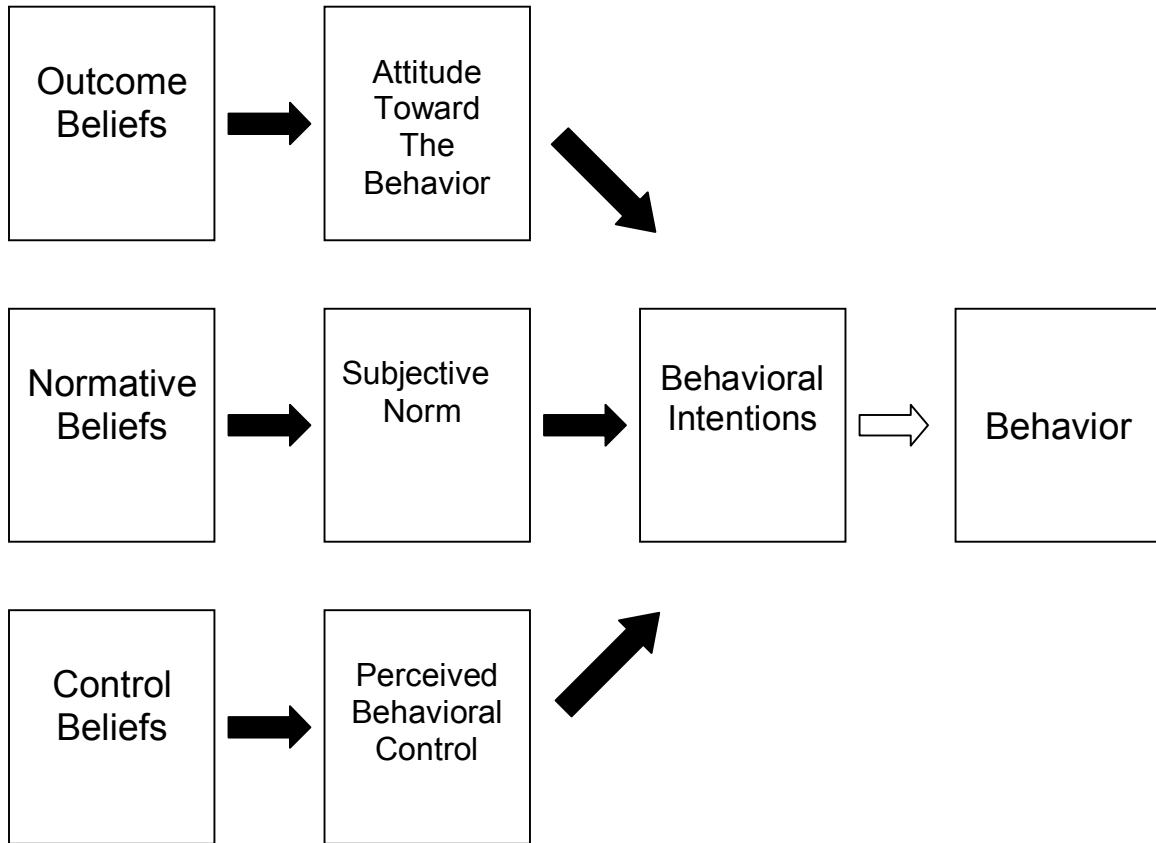 Outcome
Beliefs
Attitude
Toward
The
Behavior
Normative
Beliefs
Subjective
Norm
Behavioral
Intentions
Behavior
Control
Beliefs
Perceived
Behavioral
Control